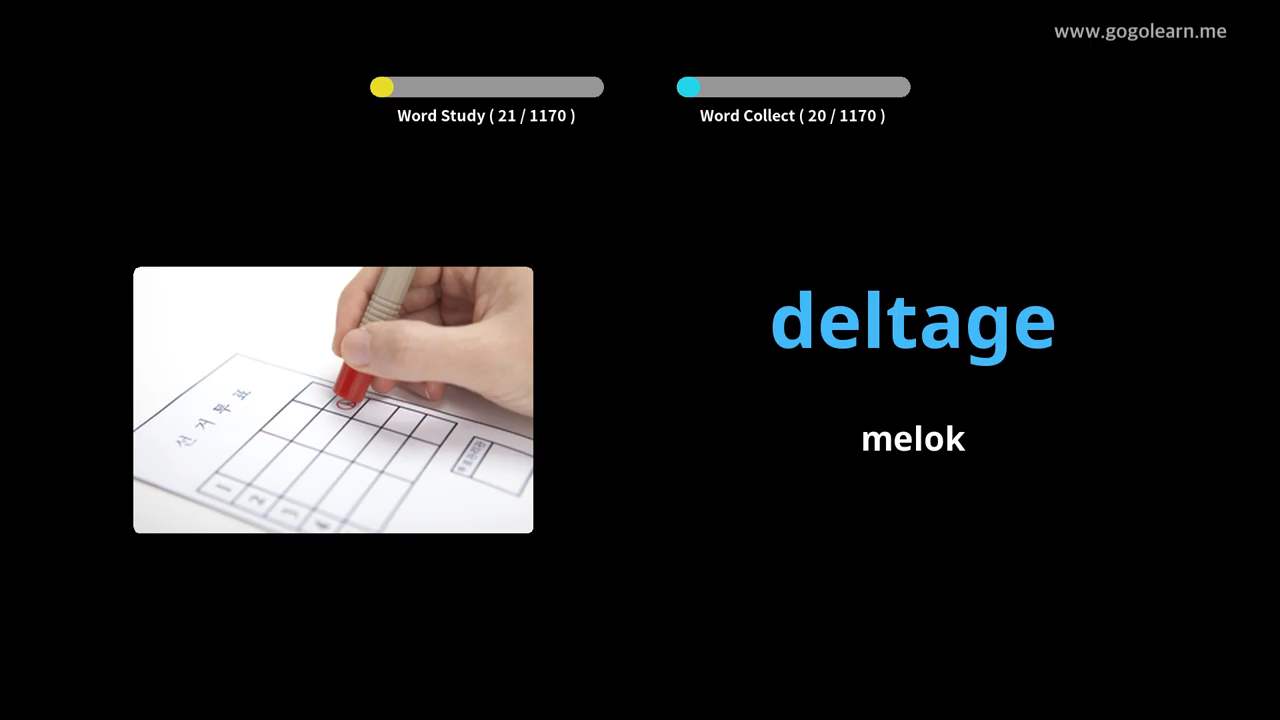 www.gogolearn.me
Word Study ( 21 / 1170 )
Word Collect ( 20 / 1170 )
deltage
melok
선거투표
1
2
3
4